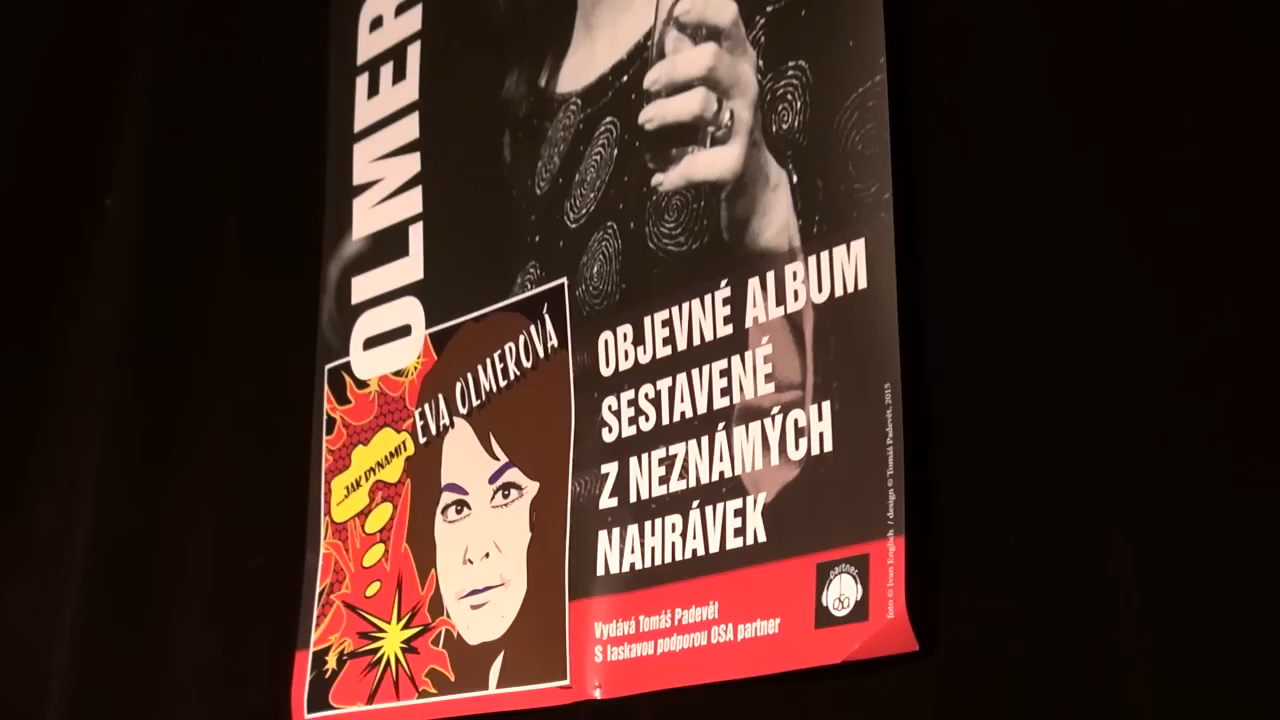 OLMER
EVA OLMEROVÁ
...JAK DYNAMIT
OBJEVNÉ ALBUM
SESTAVENÉ
Z NEZNÁMÝCH
NAHRÁVEK
Vydává Tomáš Padevět
S laskavou podporou OSA partner
partner
OSA
foto © Ivan Englich / design © Tomáš Padevět, 2015